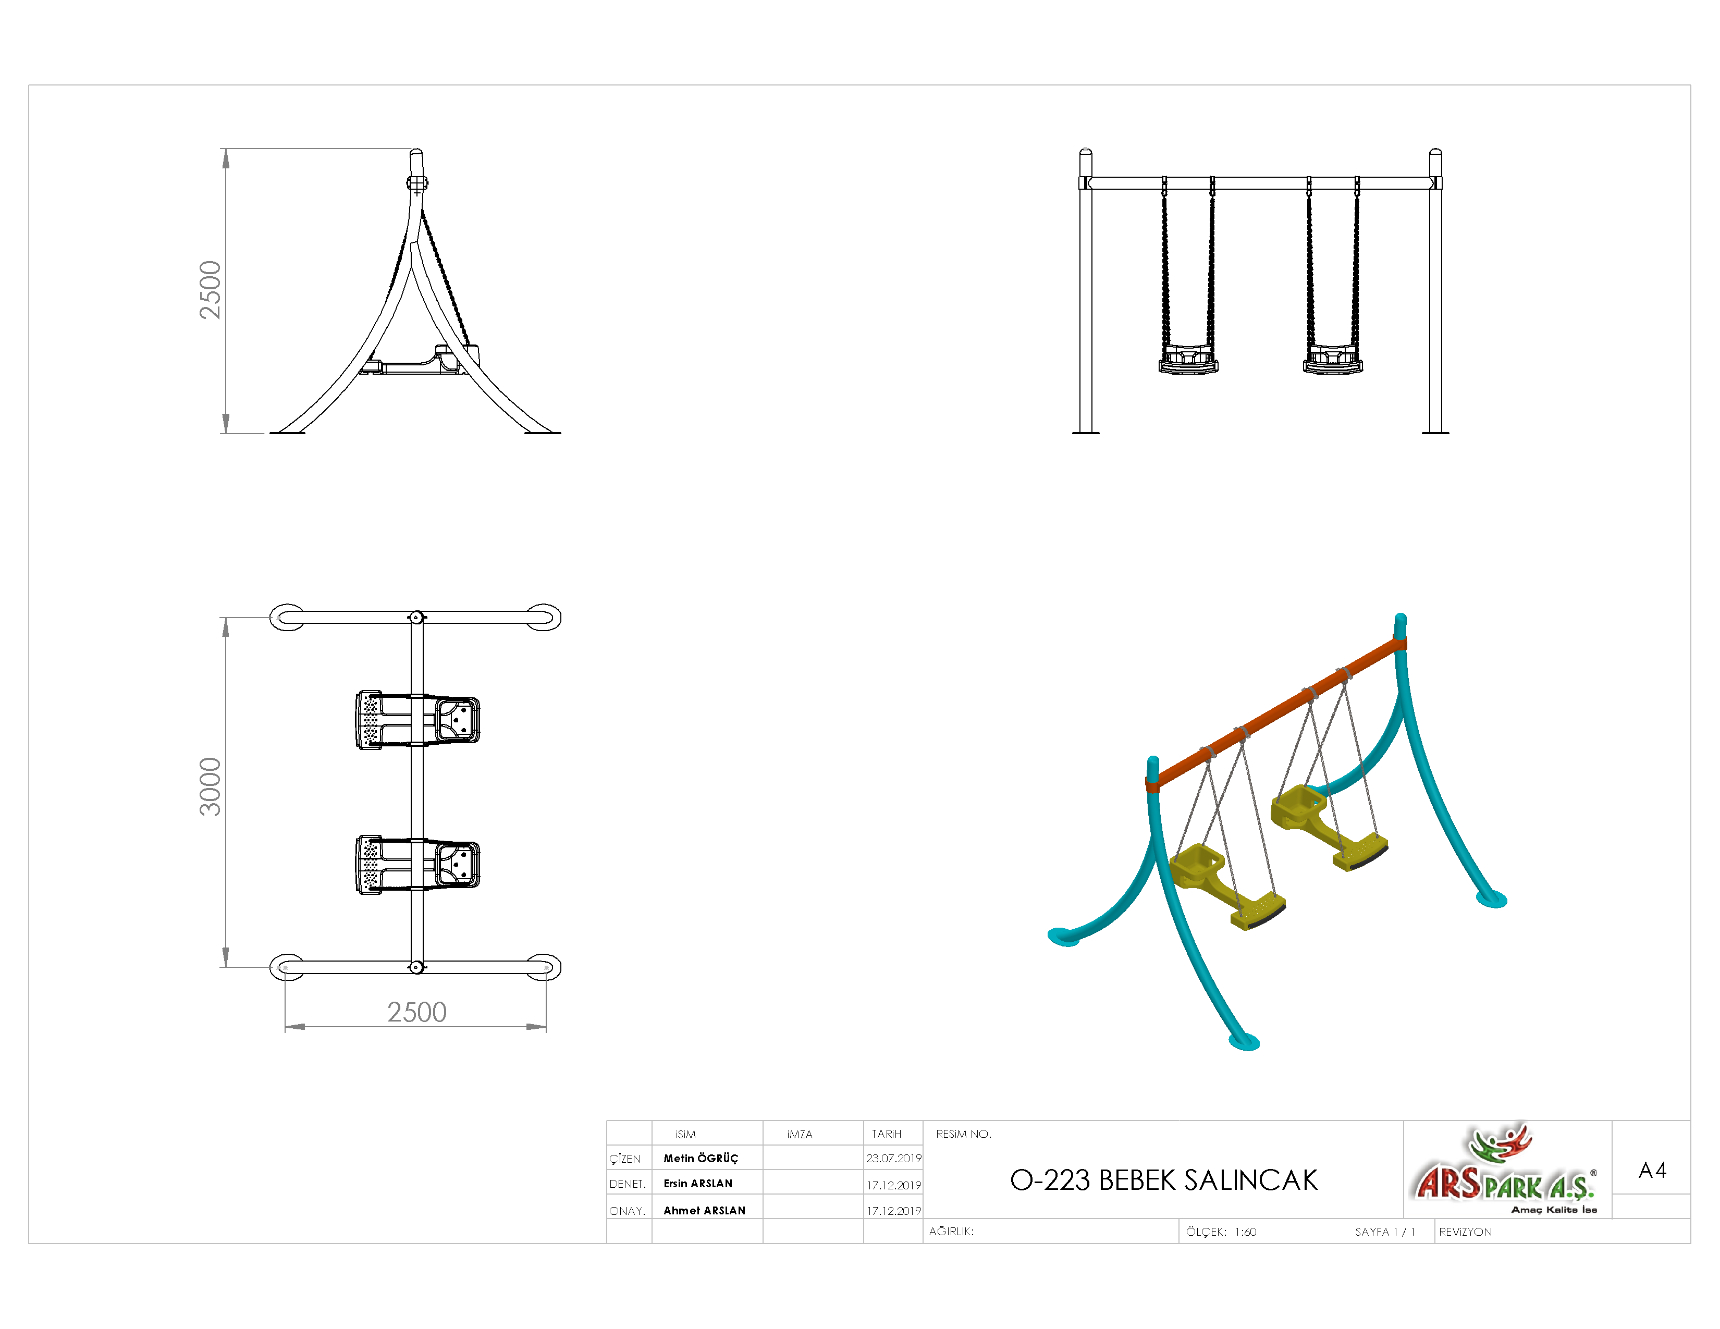 2500
3000
2500
İSİM
İMZA
TARİH
RESİM NO.
ÇİZEN
Metin ÖGRÜÇ
23.07.2019
DENET.
Ersin ARSLAN
17.12.2019
ONAY.
Ahmet ARSLAN
17.12.2019
O-223 BEBEK SALINCAK
ARSPARK A.Ş.®
Amaç Kalite İse
A4
AĞIRLIK:
ÖLÇEK: 1:60
SAYFA 1 / 1
REVİZYON